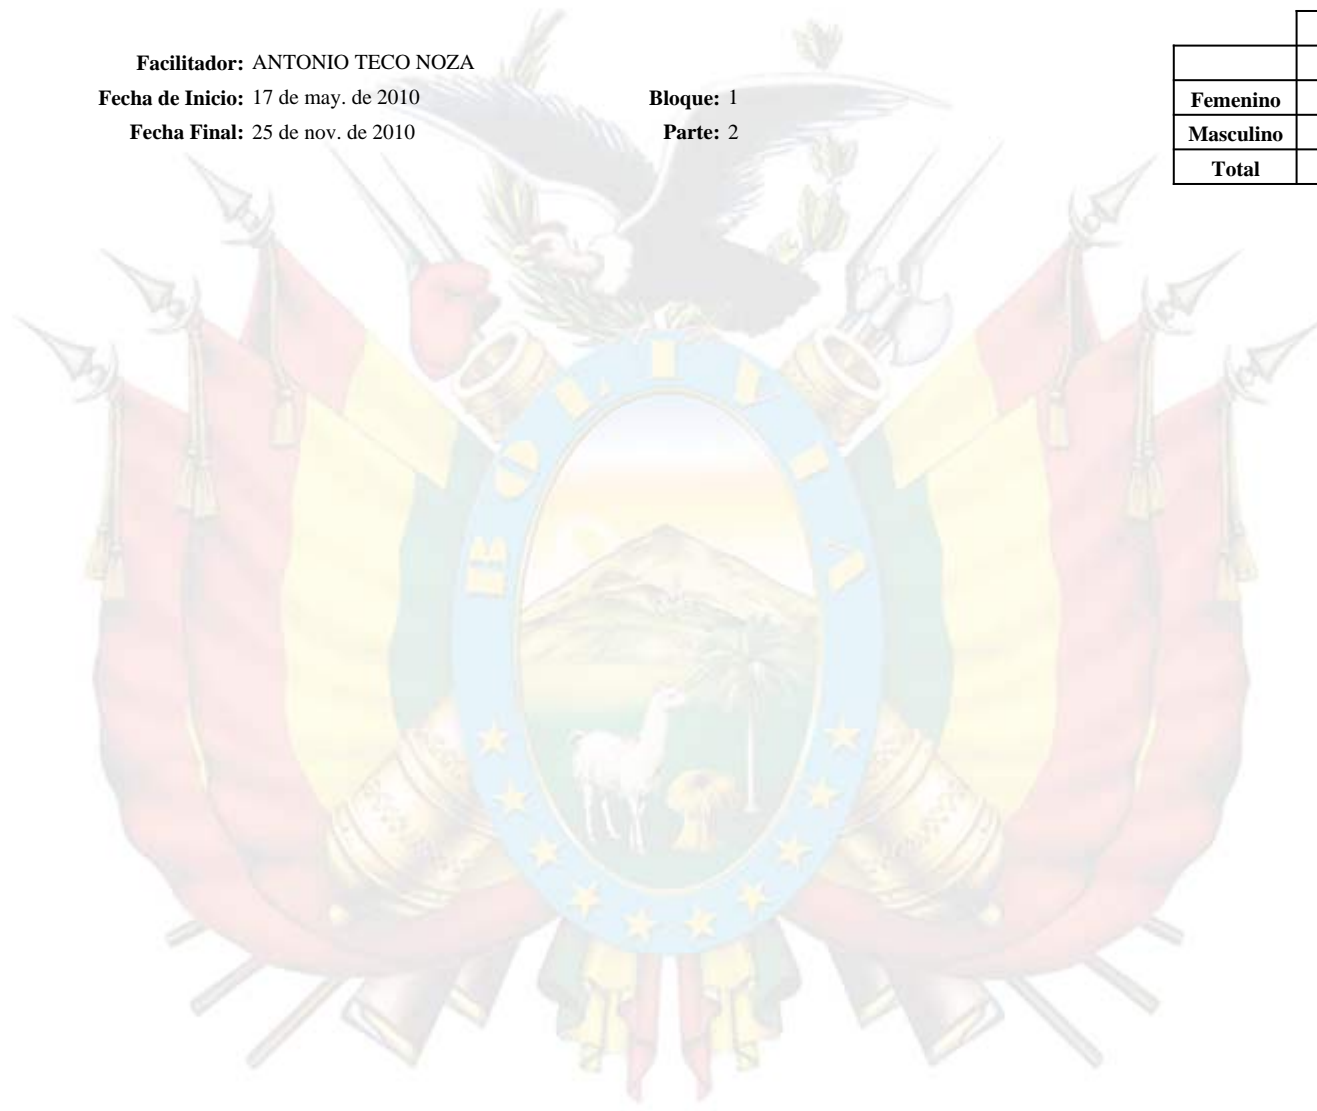 Facilitador: ANTONIO TECO NOZA
Fecha de Inicio: 17 de may. de 2010 Bloque: 1
Fecha Final: 25 de nov. de 2010 Parte: 2
Femenino
Masculino
Total
BOLIVIA